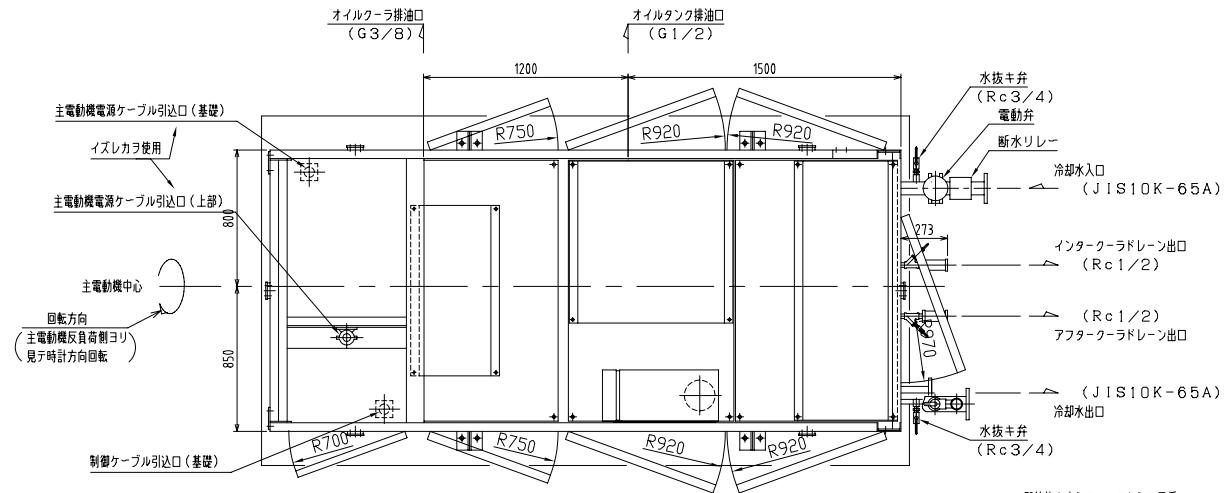 オイルクーラ排油口
(G3/8)
オイルタンク排油口
(G1/2)
1200
1500
水抜キ弁
(Rc3/4)
電動弁
断水リレー
主電動機電源ケーブル引込口(基礎)
イズレカヲ使用
主電動機電源ケーブル引込口(上部)
R750
R920
R920
冷却水入口
(JIS10K-65A)
800
273
インタークーラドレーン出口
(Rc1/2)
主電動機中心
回転方向
(主電動機反負荷側ヨリ
見テ時計方向回転)
850
(Rc1/2)
アフタークーラドレーン出口
R970
(JIS10K-65A)
冷却水出口
R700
R750
R920
R920
水抜キ弁
(Rc3/4)
制御ケーブル引込口(基礎)